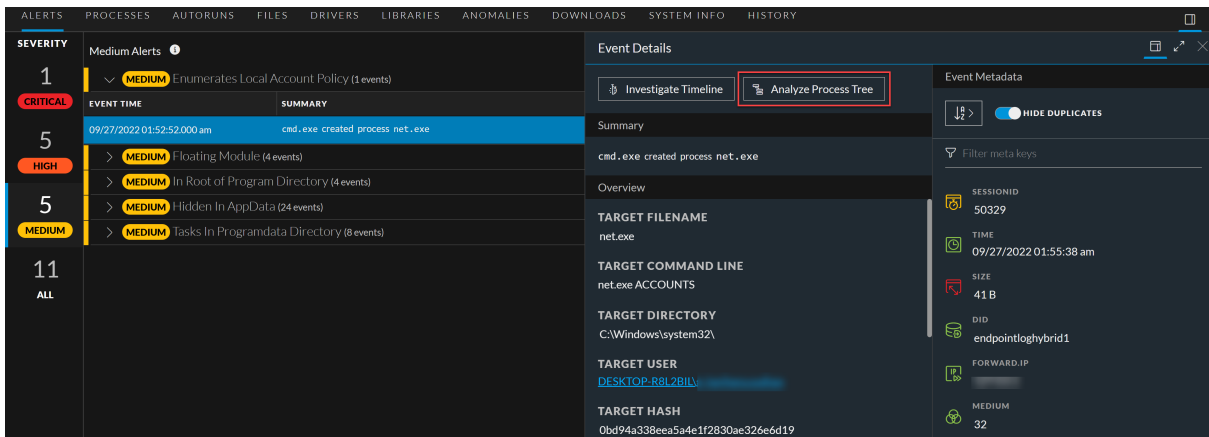 ALERTS PROCESSES AUTORUNS FILES DRIVERS LIBRARIES ANOMALIES DOWNLOADS SYSTEM INFO HISTORY
SEVERITY
1
CRITICAL
5
HIGH
5
MEDIUM
11
ALL
Medium Alerts
MEDIUM Enumerates Local Account Policy (1 events)
EVENT TIME SUMMARY
09/27/2022 01:52:52.000 am cmd.exe created process net.exe
MEDIUM Floating Module (4 events)
MEDIUM In Root of Program Directory (4 events)
MEDIUM Hidden In AppData (24 events)
MEDIUM Tasks In Programdata Directory (8 events)
Event Details
Investigate Timeline Analyze Process Tree
Summary
cmd.exe created process net.exe
Overview
TARGET FILENAME
net.exe
TARGET COMMAND LINE
net.exe ACCOUNTS
TARGET DIRECTORY
C:\Windows\system32\
TARGET USER
DESKTOP-R8L2BIL\
TARGET HASH
0bd94a338eea5a4e1f2830ae326e6d19
Event Metadata
HIDE DUPLICATES
Filter meta keys
SESSIONID
50329
TIME
09/27/2022 01:55:38 am
SIZE
41 B
DID
endpointloghybrid1
FORWARD.IP
MEDIUM
32